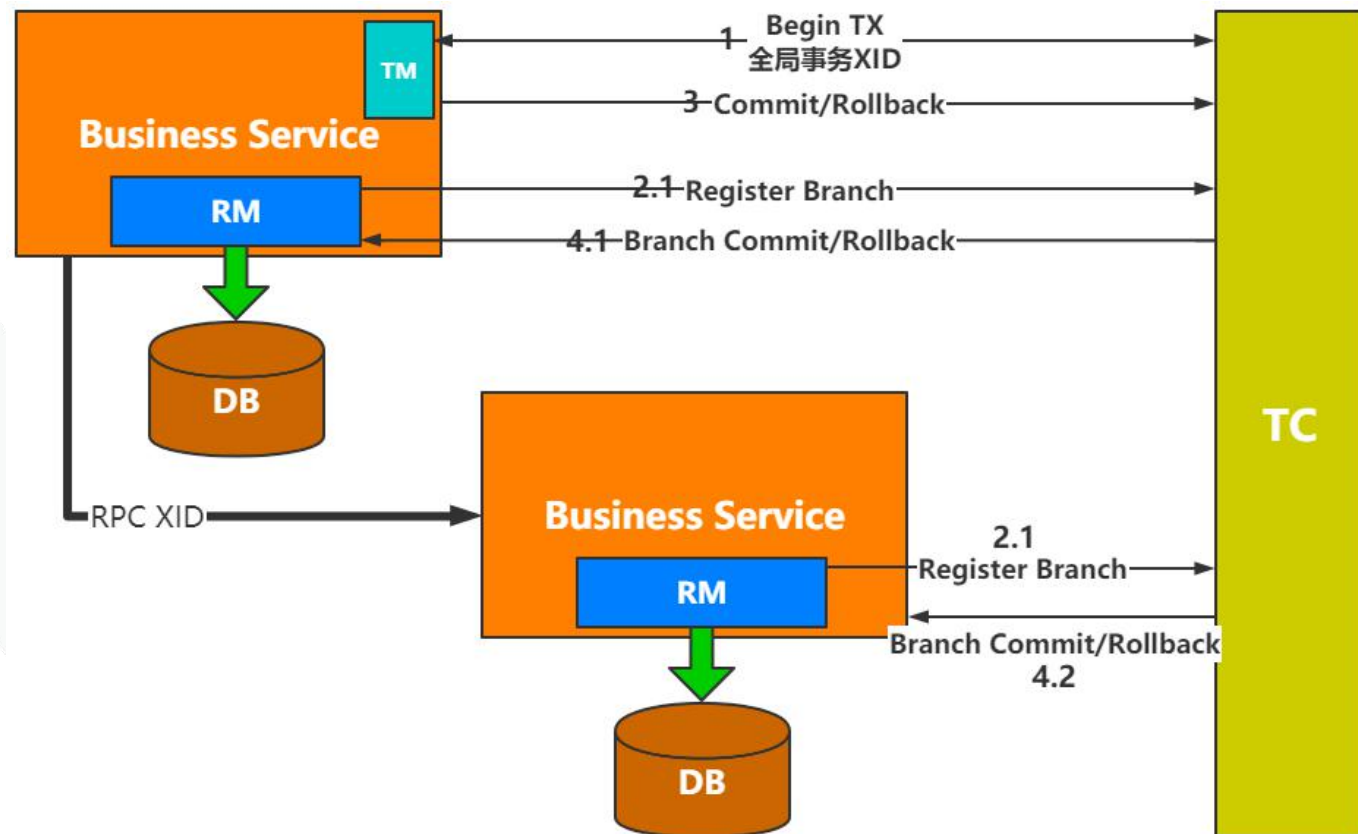 1 Begin TX
全局事务XID
TM
3 Commit/Rollback
Business Service
2.1 Register Branch
RM
4.1 Branch Commit/Rollback
DB
TC
RPC XID
Business Service
2.1
Register Branch
RM
Branch Commit/Rollback
4.2
DB